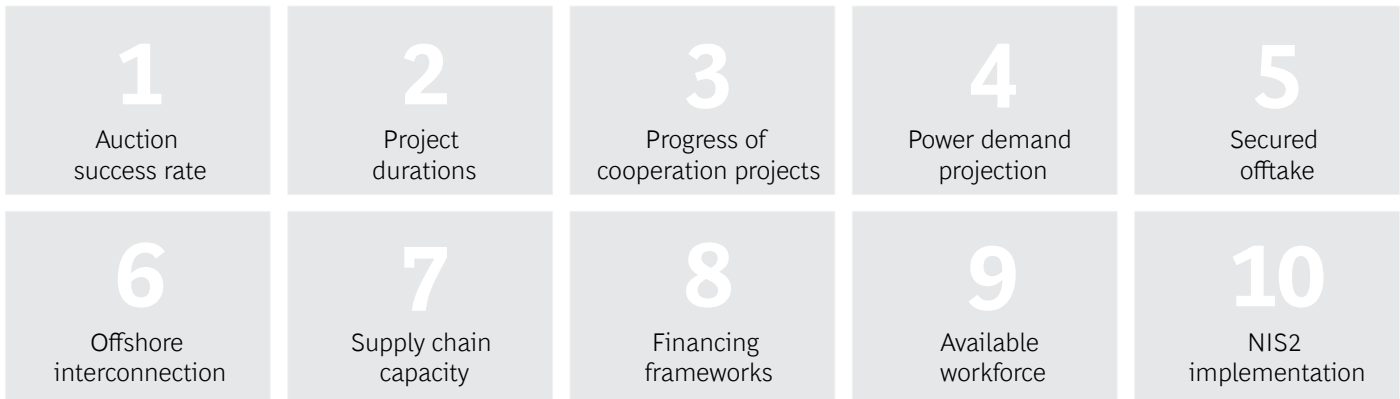 1
Auction
success rate
2
Project
durations
3
Progress of
cooperation projects
4
Power demand
projection
5
Secured
offtake
6
Offshore
interconnection
7
Supply chain
capacity
8
Financing
frameworks
9
Available
workforce
10
NIS2
implementation